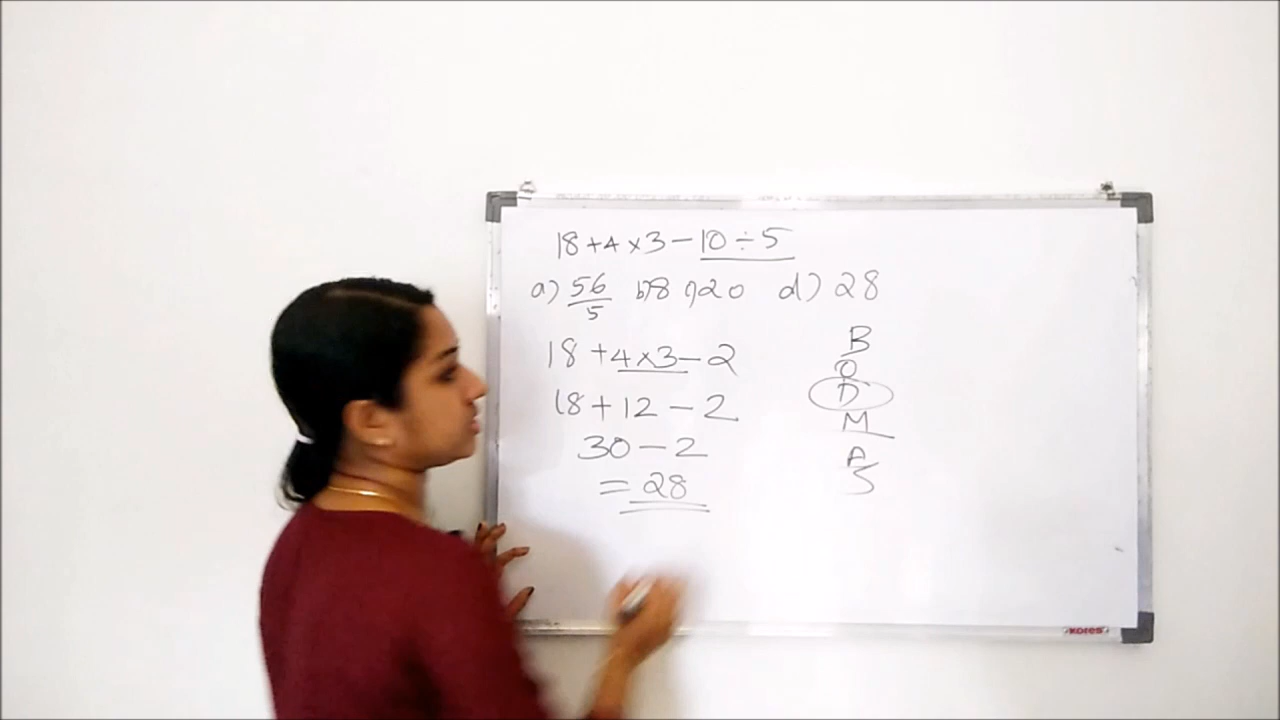 18+4×3-10÷5
a) 56/5 b) 8 c) 20 d) 28
18+4×3-2
18+12-2
30-2
=28
B
O
D
M
A
S
KORES